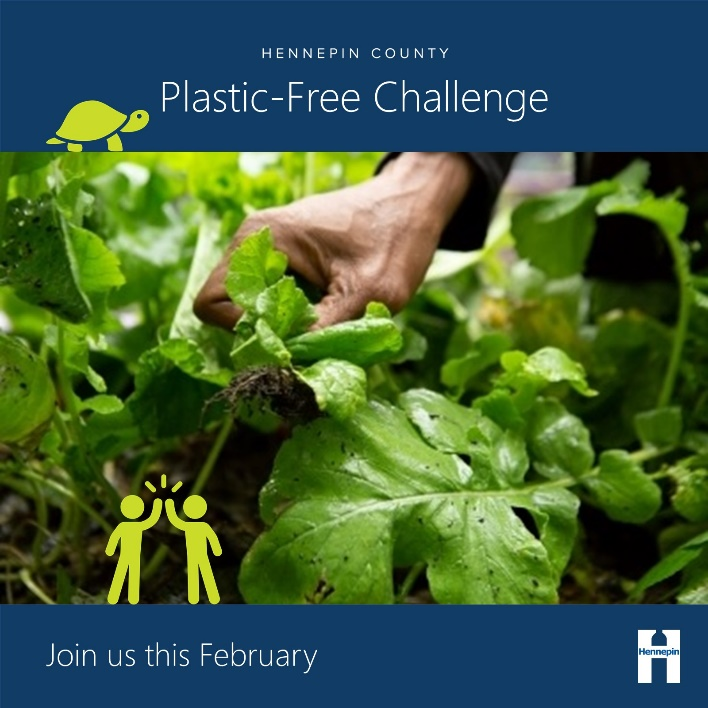 HENNEPIN COUNTY
Plastic-Free Challenge
Join us this February
Hennepin